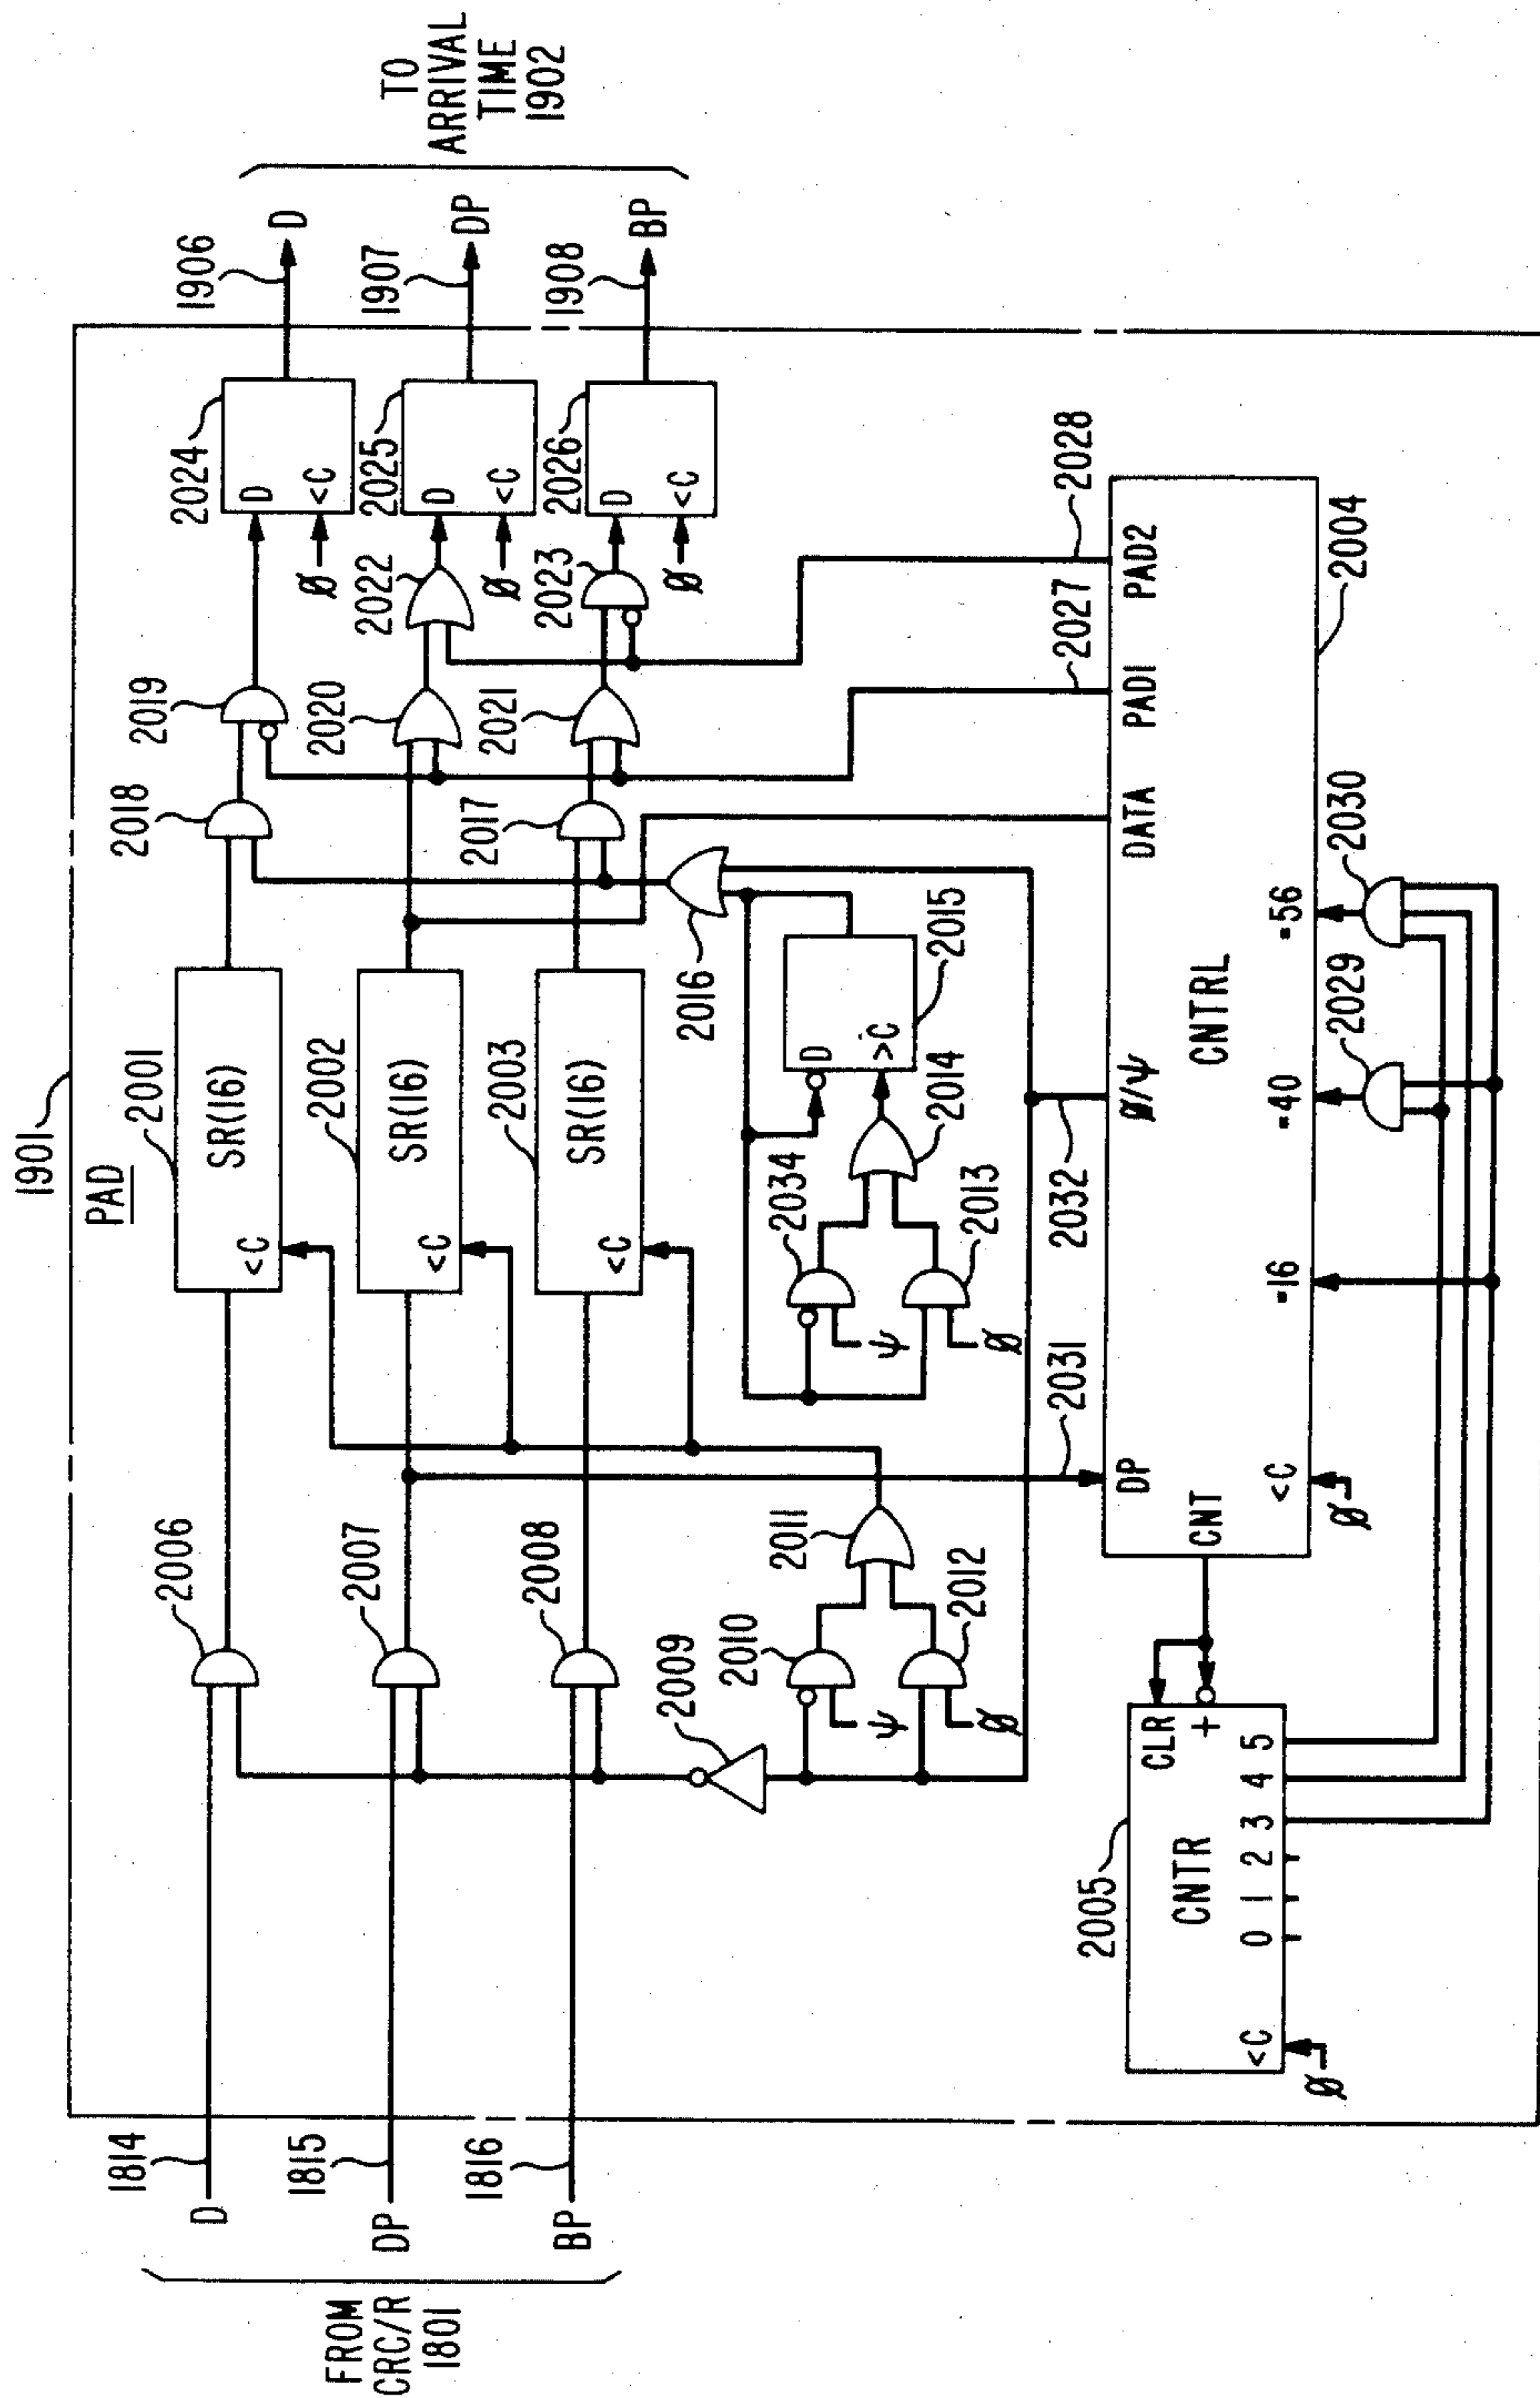 1901
PAD
FROM
CRC/R
1801
D
1814
DP
1815
BP
1816
2006
2007
2008
2009
2010
ψ
2012
Ø
2011
2001
SR(16)
<C
2002
SR(16)
<C
2003
SR(16)
<C
2034
ψ
2013
Ø
2014
D
>C
2015
2016
2018
2017
2019
2020
2021
2022
2023
2024
D
<C
Ø
2025
D
<C
Ø
2026
D
<C
Ø
1906
D
1907
DP
1908
BP
TO
ARRIVAL
TIME
1902
2031
2032
2027
2028
DP
Ø/ψ
DATA
PAD1
PAD2
CNT
CNTRL
2004
<C
Ø
=16
=40
=56
2029
2030
2005
CLR
+
CNTR
<C
0 1 2 3 4 5
Ø